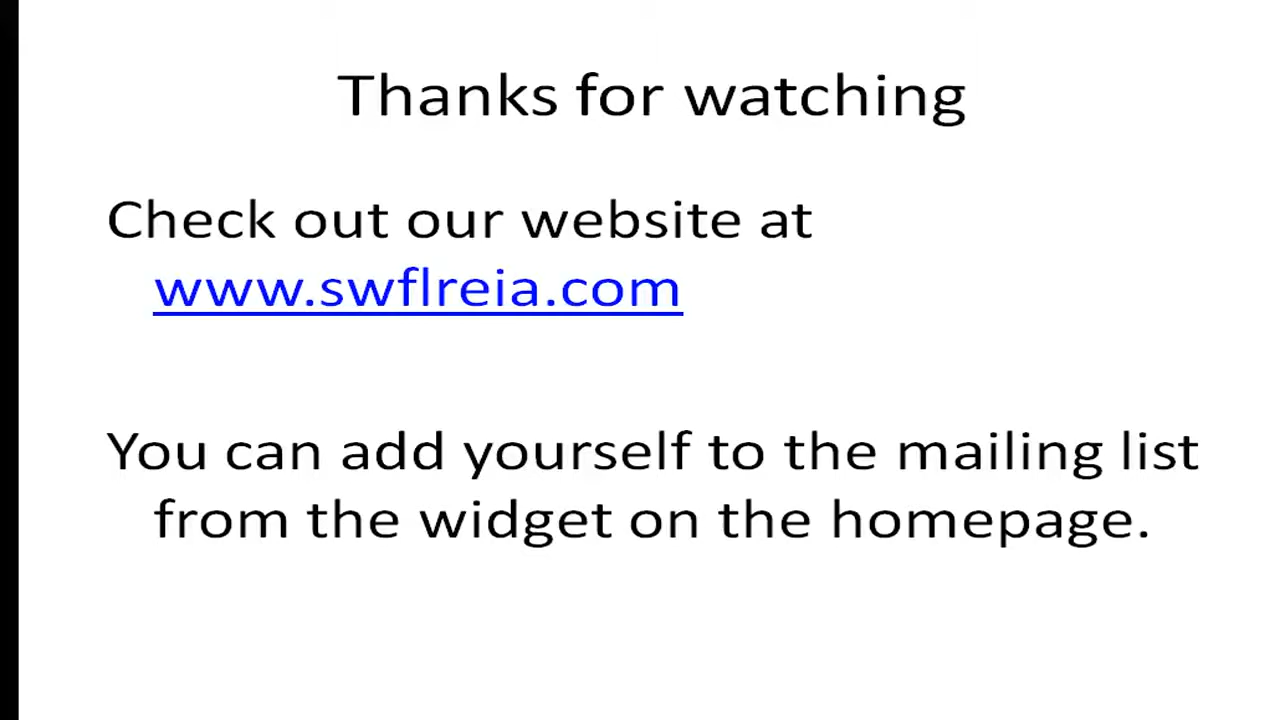 Thanks for watching
Check out our website at
www.swflreia.com
You can add yourself to the mailing list
from the widget on the homepage.